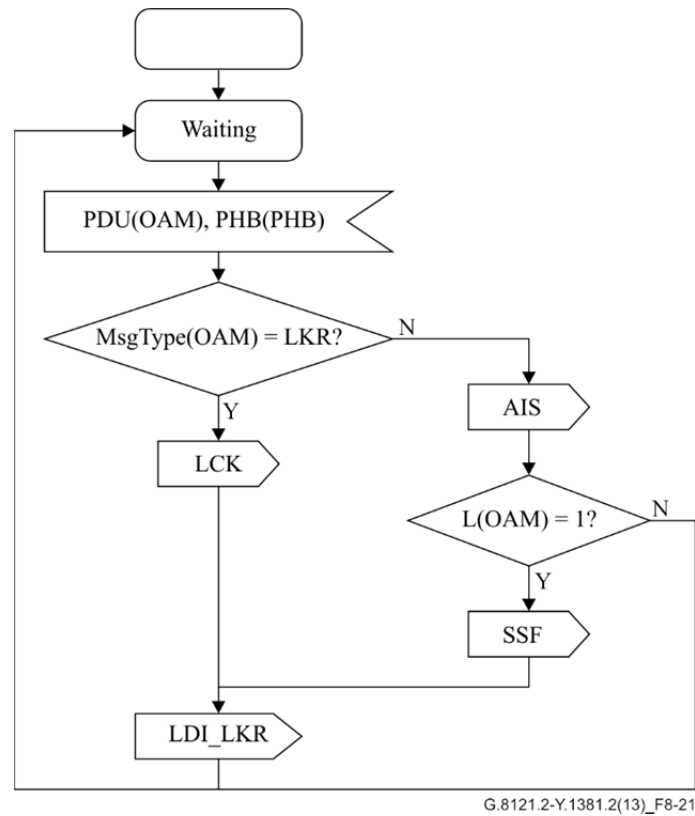 Waiting
PDU(OAM), PHB(PHB)
MsgType(OAM) = LKR?
N
Y
AIS
LCK
L(OAM) = 1?
N
Y
SSF
LDI_LKR
G.8121.2-Y.1381.2(13)_F8-21